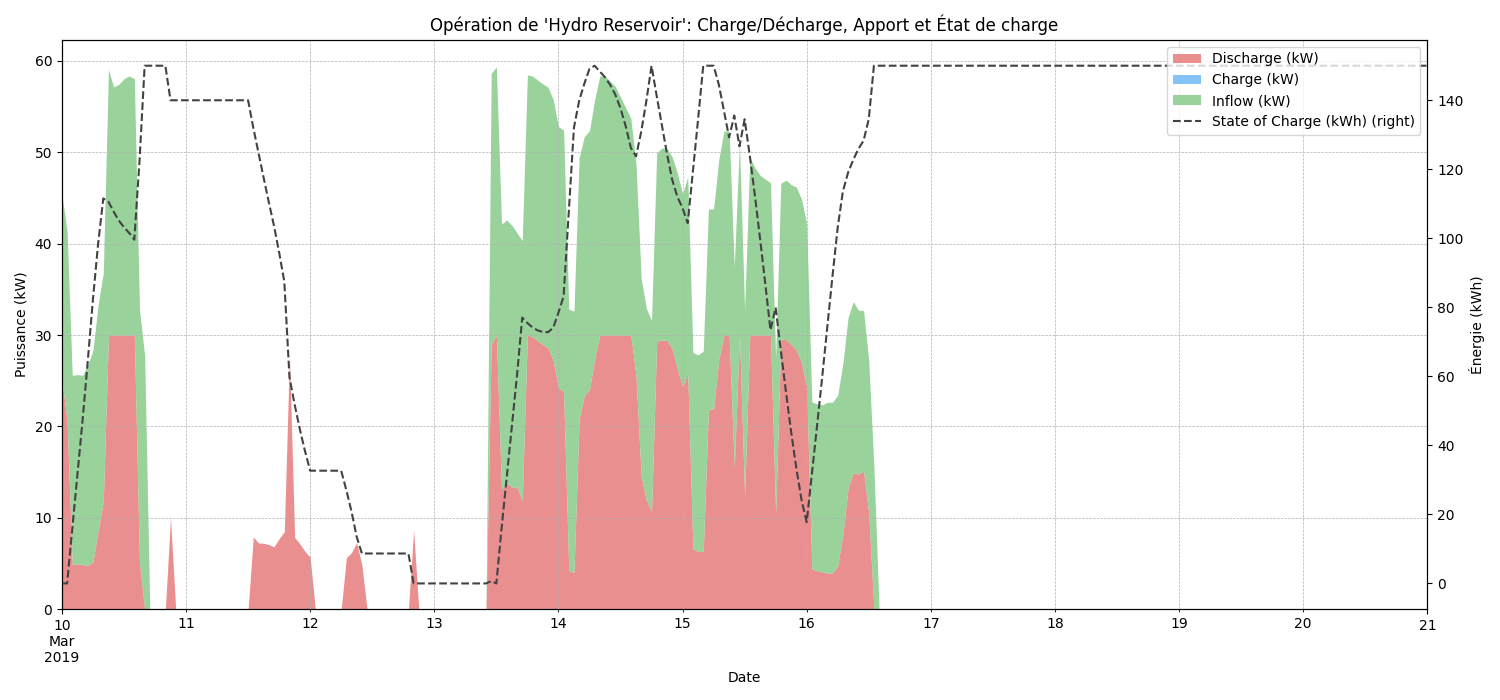 Opération de 'Hydro Reservoir': Charge/Décharge, Apport et État de charge
Discharge (kW)
Charge (kW)
Inflow (kW)
State of Charge (kWh) (right)
Puissance (kW)
60
50
40
30
20
10
0
Énergie (kWh)
140
120
100
80
60
40
20
0
10 11 12 13 14 15 16 17 18 19 20 21
Mar
2019
Date